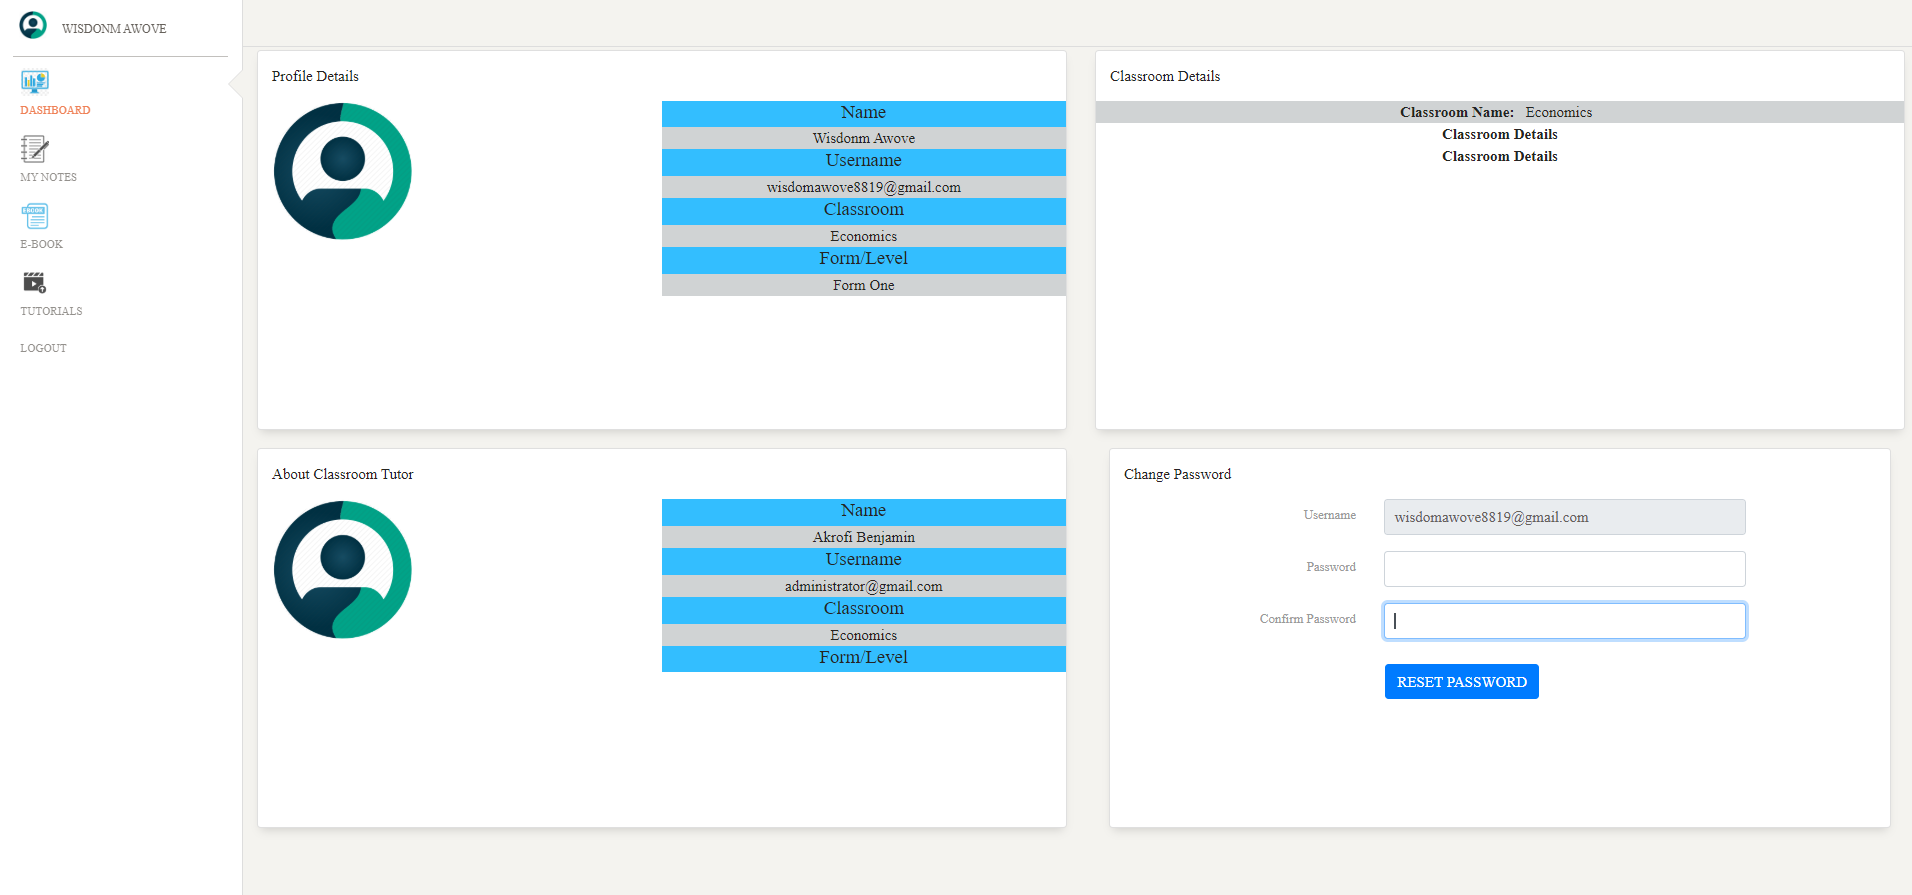 WISDONM AWOVE
DASHBOARD
MY NOTES
EBOOK
E-BOOK
TUTORIALS
LOGOUT
Profile Details
Name
Wisdonm Awove
Username
wisdomawove8819@gmail.com
Classroom
Economics
Form/Level
Form One
Classroom Details
Classroom Name: Economics
Classroom Details
Classroom Details
About Classroom Tutor
Name
Akrofi Benjamin
Username
administrator@gmail.com
Classroom
Economics
Form/Level
Change Password
Username wisdomawove8819@gmail.com
Password
Confirm Password
RESET PASSWORD